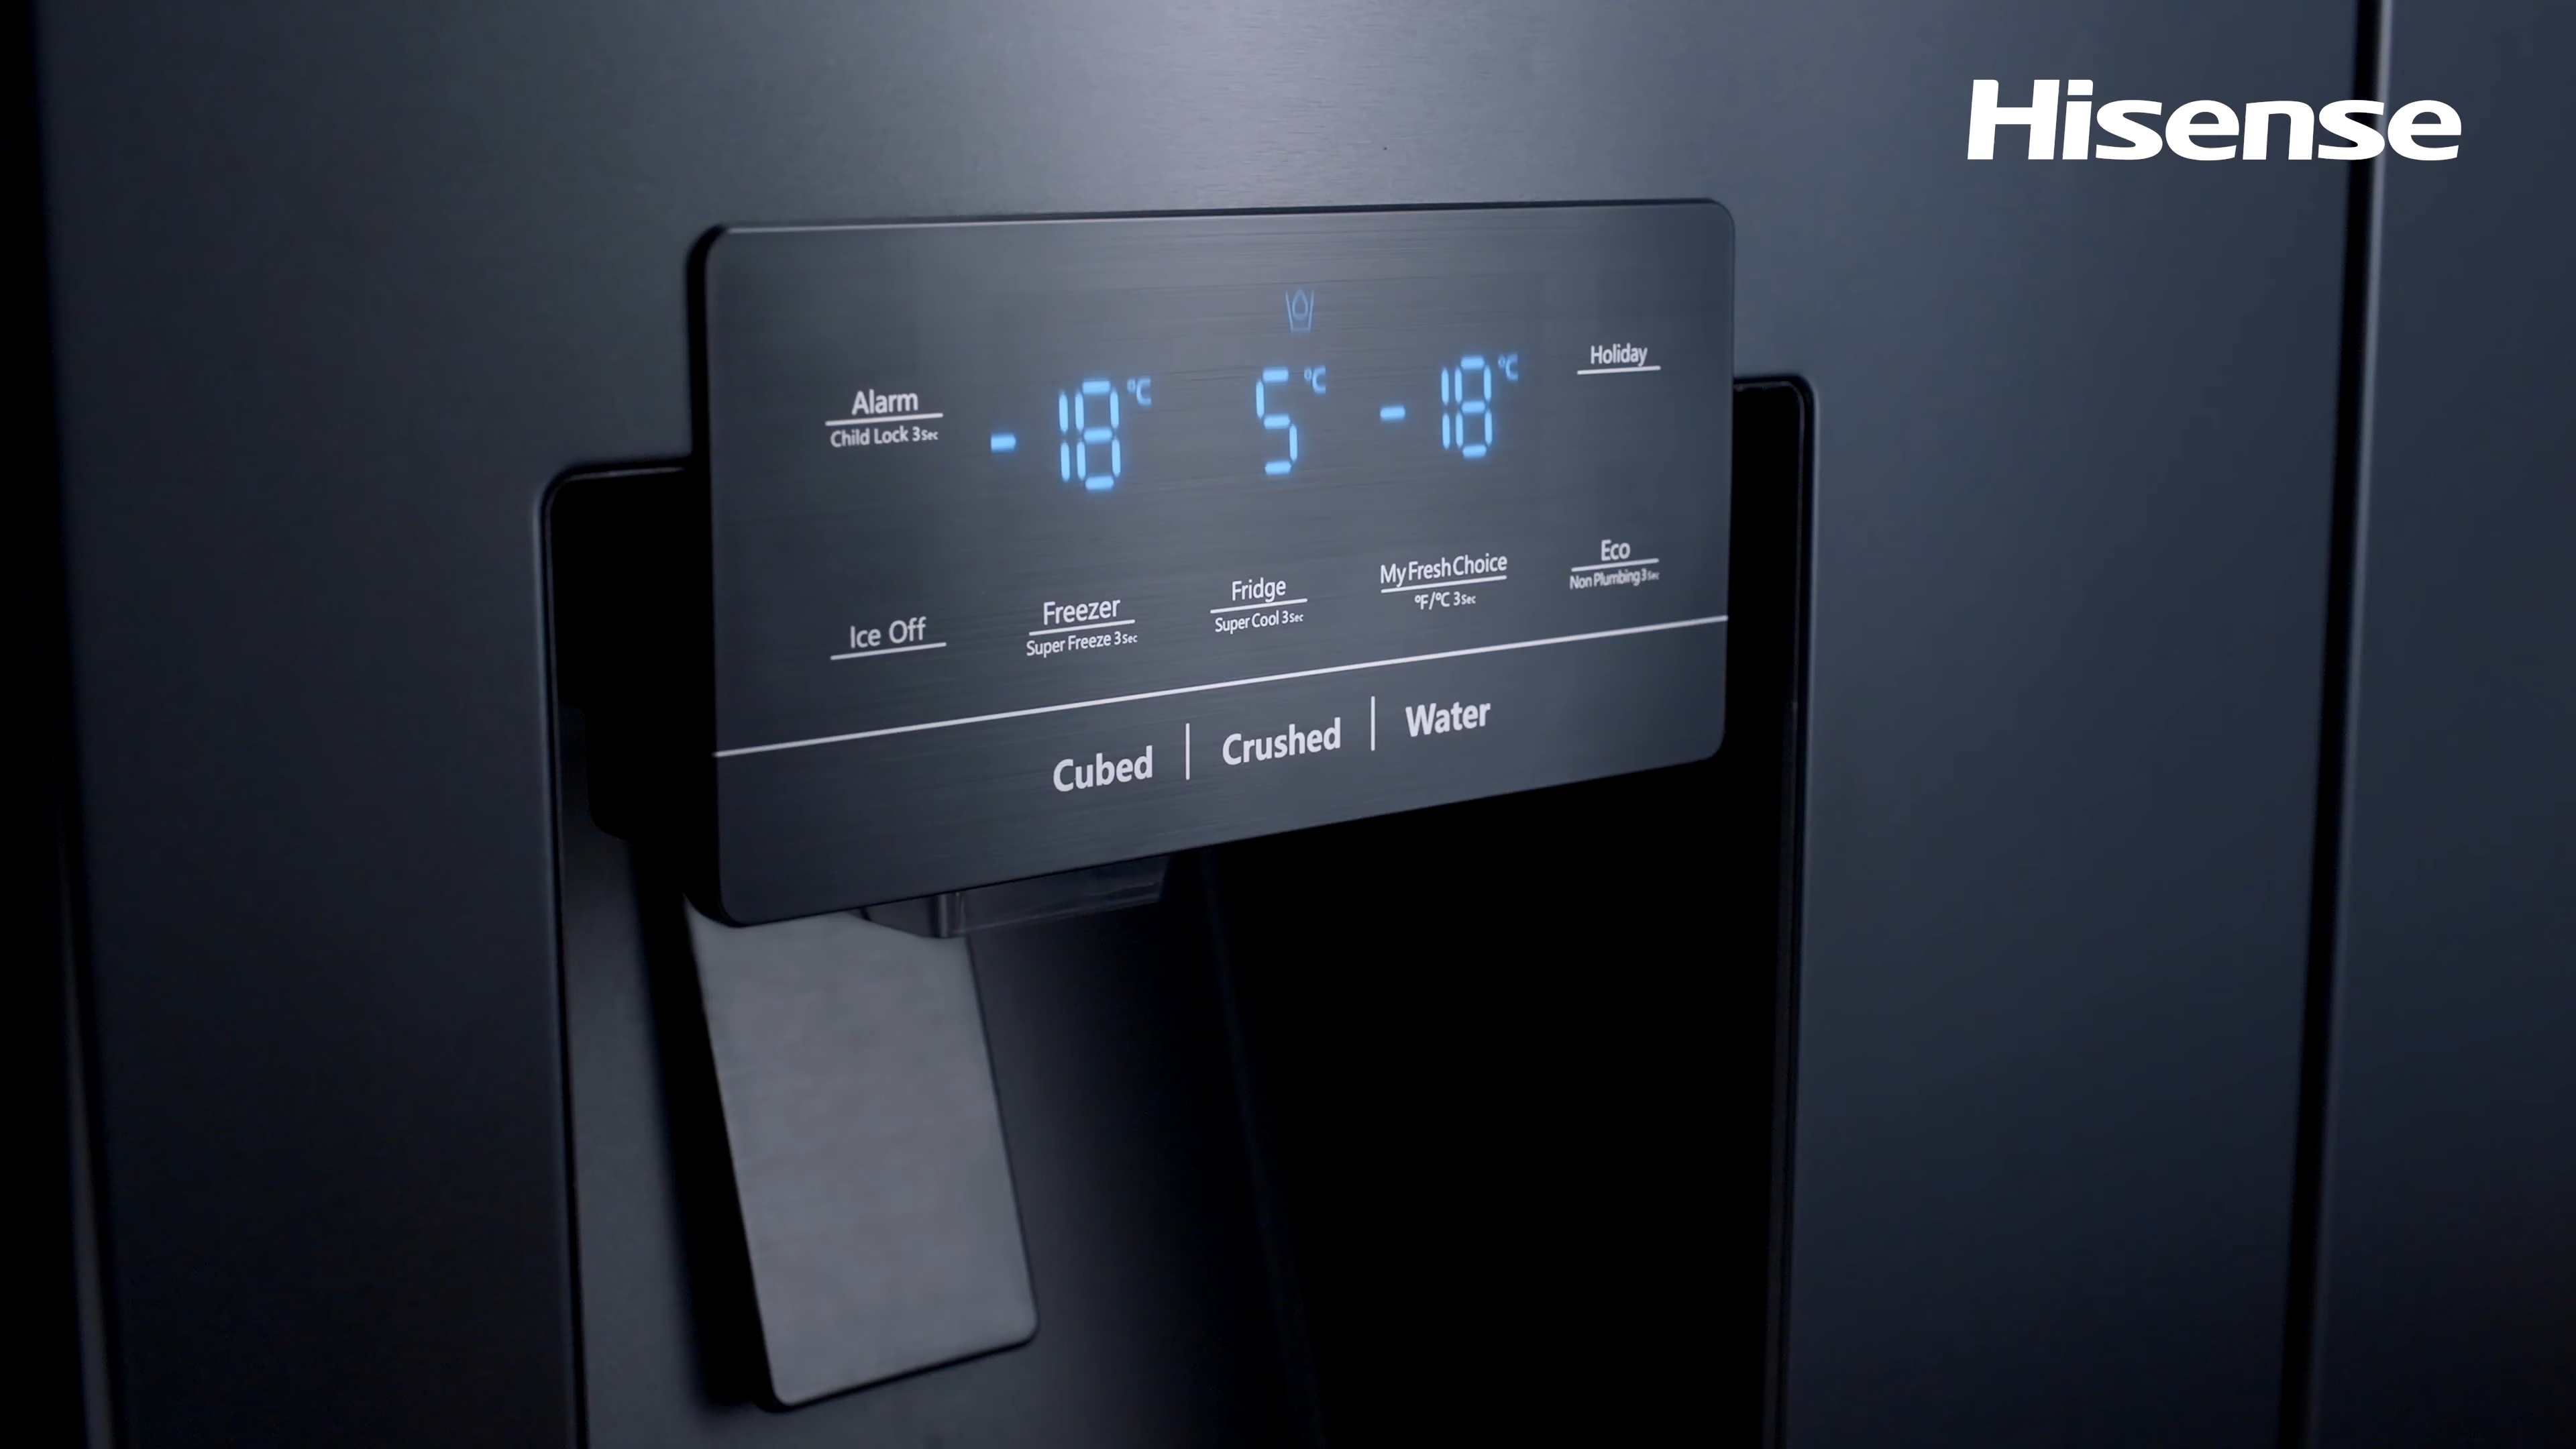 Hisense
Alarm
Child Lock 3Sec
-18°C
5°C
-18°C
Holiday
Ice Off
Freezer
Super Freeze 3Sec
Fridge
Super Cool 3Sec
My Fresh Choice
°F/°C 3Sec
Eco
Non Plumbing 3Sec
Cubed | Crushed | Water